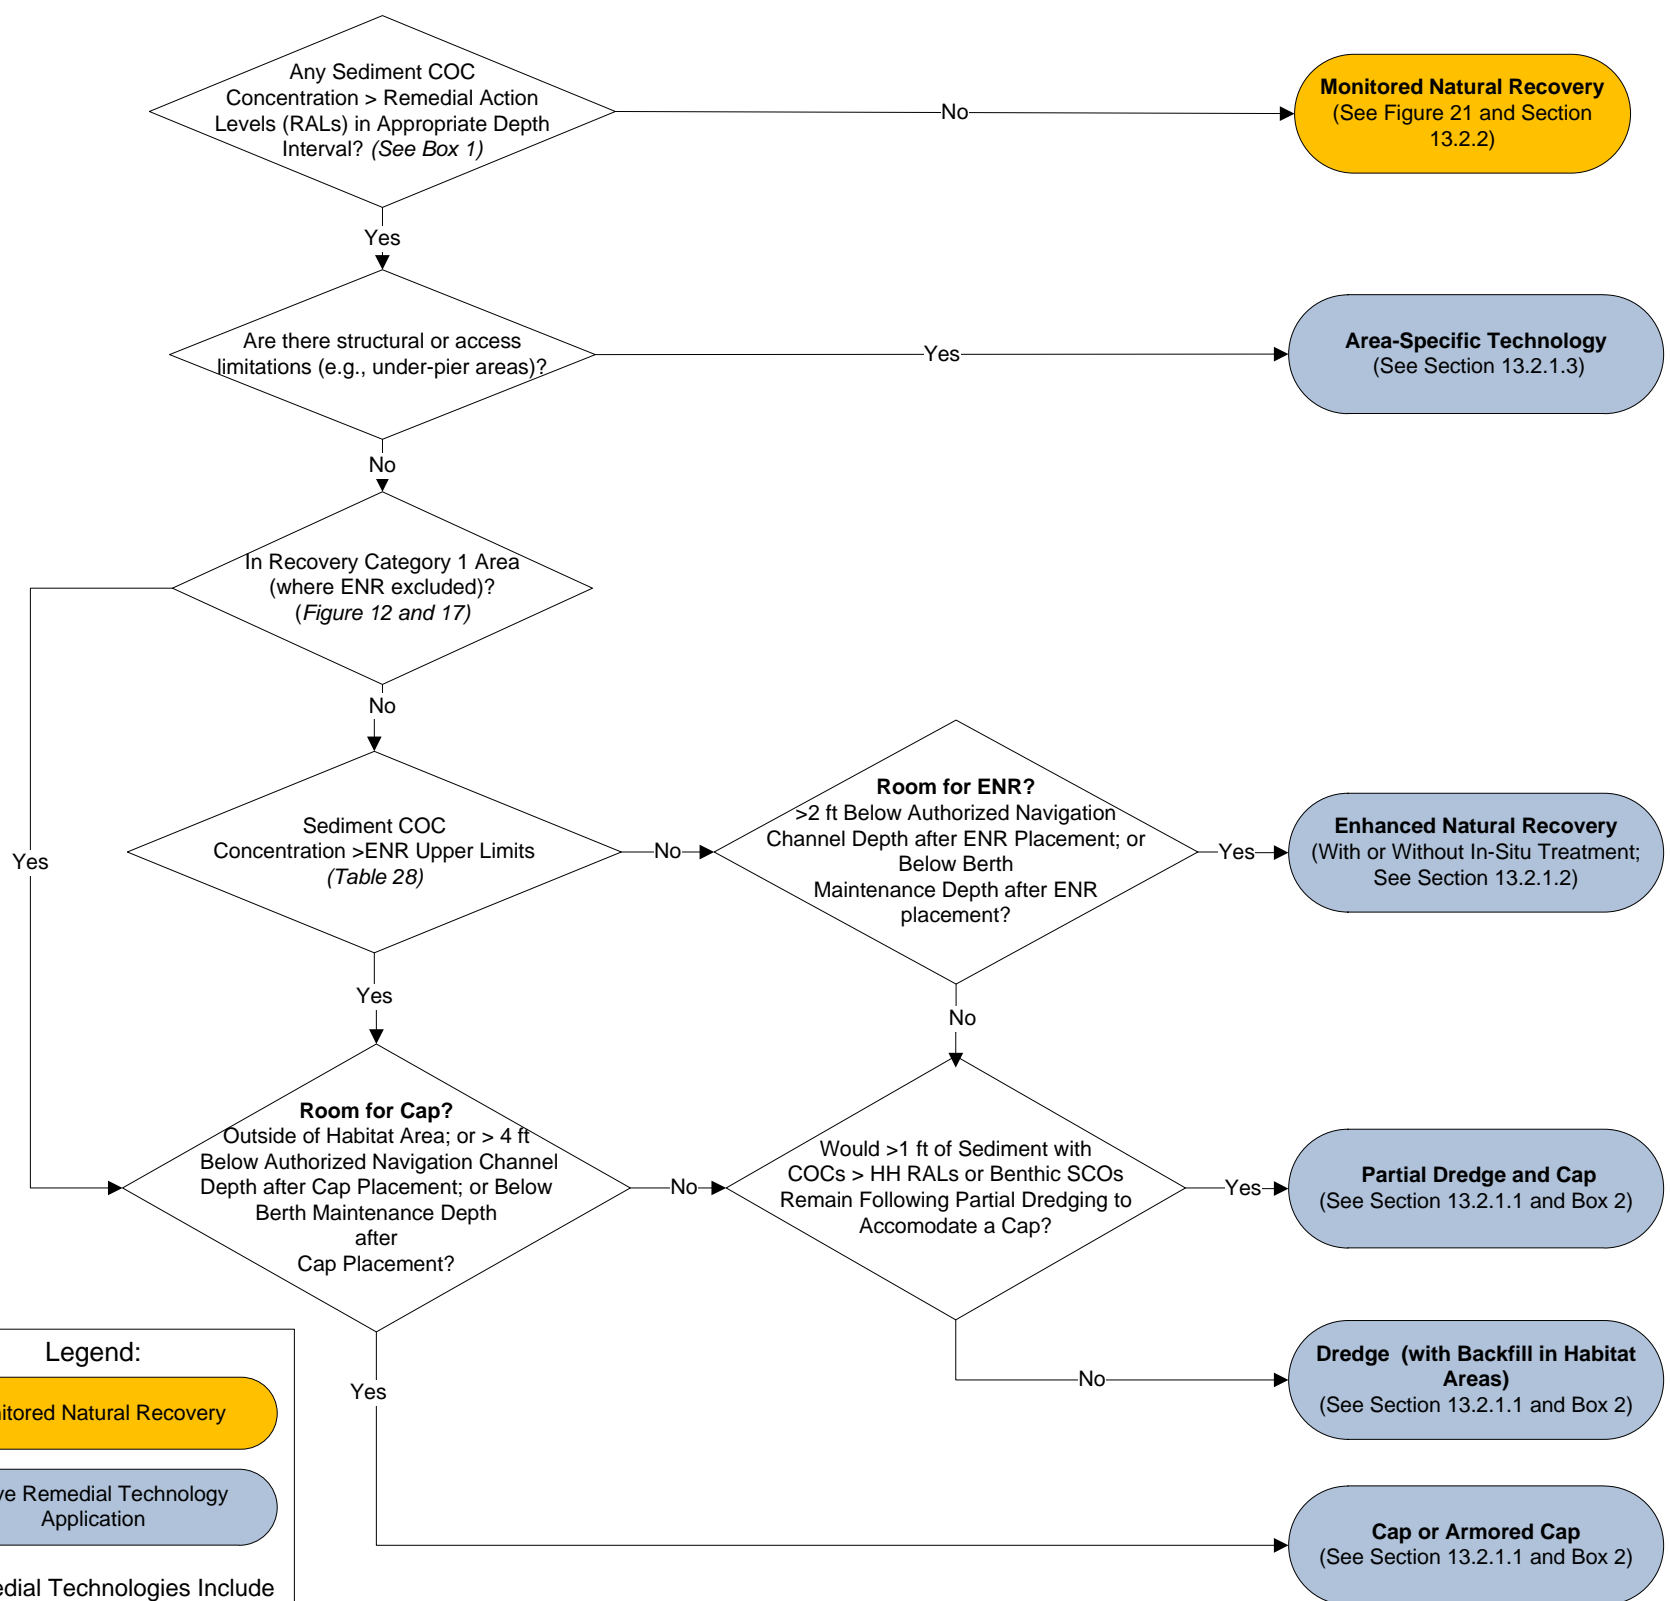 Any Sediment COC
Concentration > Remedial Action
Levels (RALs) in Appropriate Depth
Interval? (See Box 1)
No
Monitored Natural Recovery
(See Figure 21 and Section
13.2.2)
Yes
Are there structural or access
limitations (e.g., under-pier areas)?
Yes
Area-Specific Technology
(See Section 13.2.1.3)
No
In Recovery Category 1 Area
(where ENR excluded)?
(Figure 12 and 17)
No
Yes
Sediment COC
Concentration >ENR Upper Limits
(Table 28)
No
Room for ENR?
>2 ft Below Authorized Navigation
Channel Depth after ENR Placement; or
Below Berth
Maintenance Depth after ENR
placement?
Yes
Enhanced Natural Recovery
(With or Without In-Situ Treatment;
See Section 13.2.1.2)
Yes
No
Room for Cap?
Outside of Habitat Area; or > 4 ft
Below Authorized Navigation Channel
Depth after Cap Placement; or Below
Berth Maintenance Depth
after
Cap Placement?
No
Would >1 ft of Sediment with
COCs > HH RALs or Benthic SCOs
Remain Following Partial Dredging to
Accomodate a Cap?
Yes
Partial Dredge and Cap
(See Section 13.2.1.1 and Box 2)
No
Dredge (with Backfill in Habitat
Areas)
(See Section 13.2.1.1 and Box 2)
Yes
Cap or Armored Cap
(See Section 13.2.1.1 and Box 2)
Legend:
Natural Recovery
Remedial Technology
Application
Technologies Include